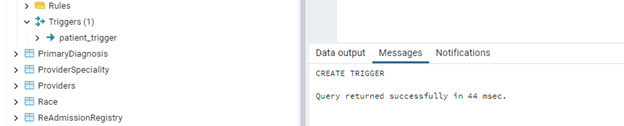 Rules
Triggers (1)
patient_trigger
PrimaryDiagnosis
ProviderSpeciality
Providers
Race
ReAdmissionRegistry
Data output Messages Notifications
CREATE TRIGGER
Query returned successfully in 44 msec.